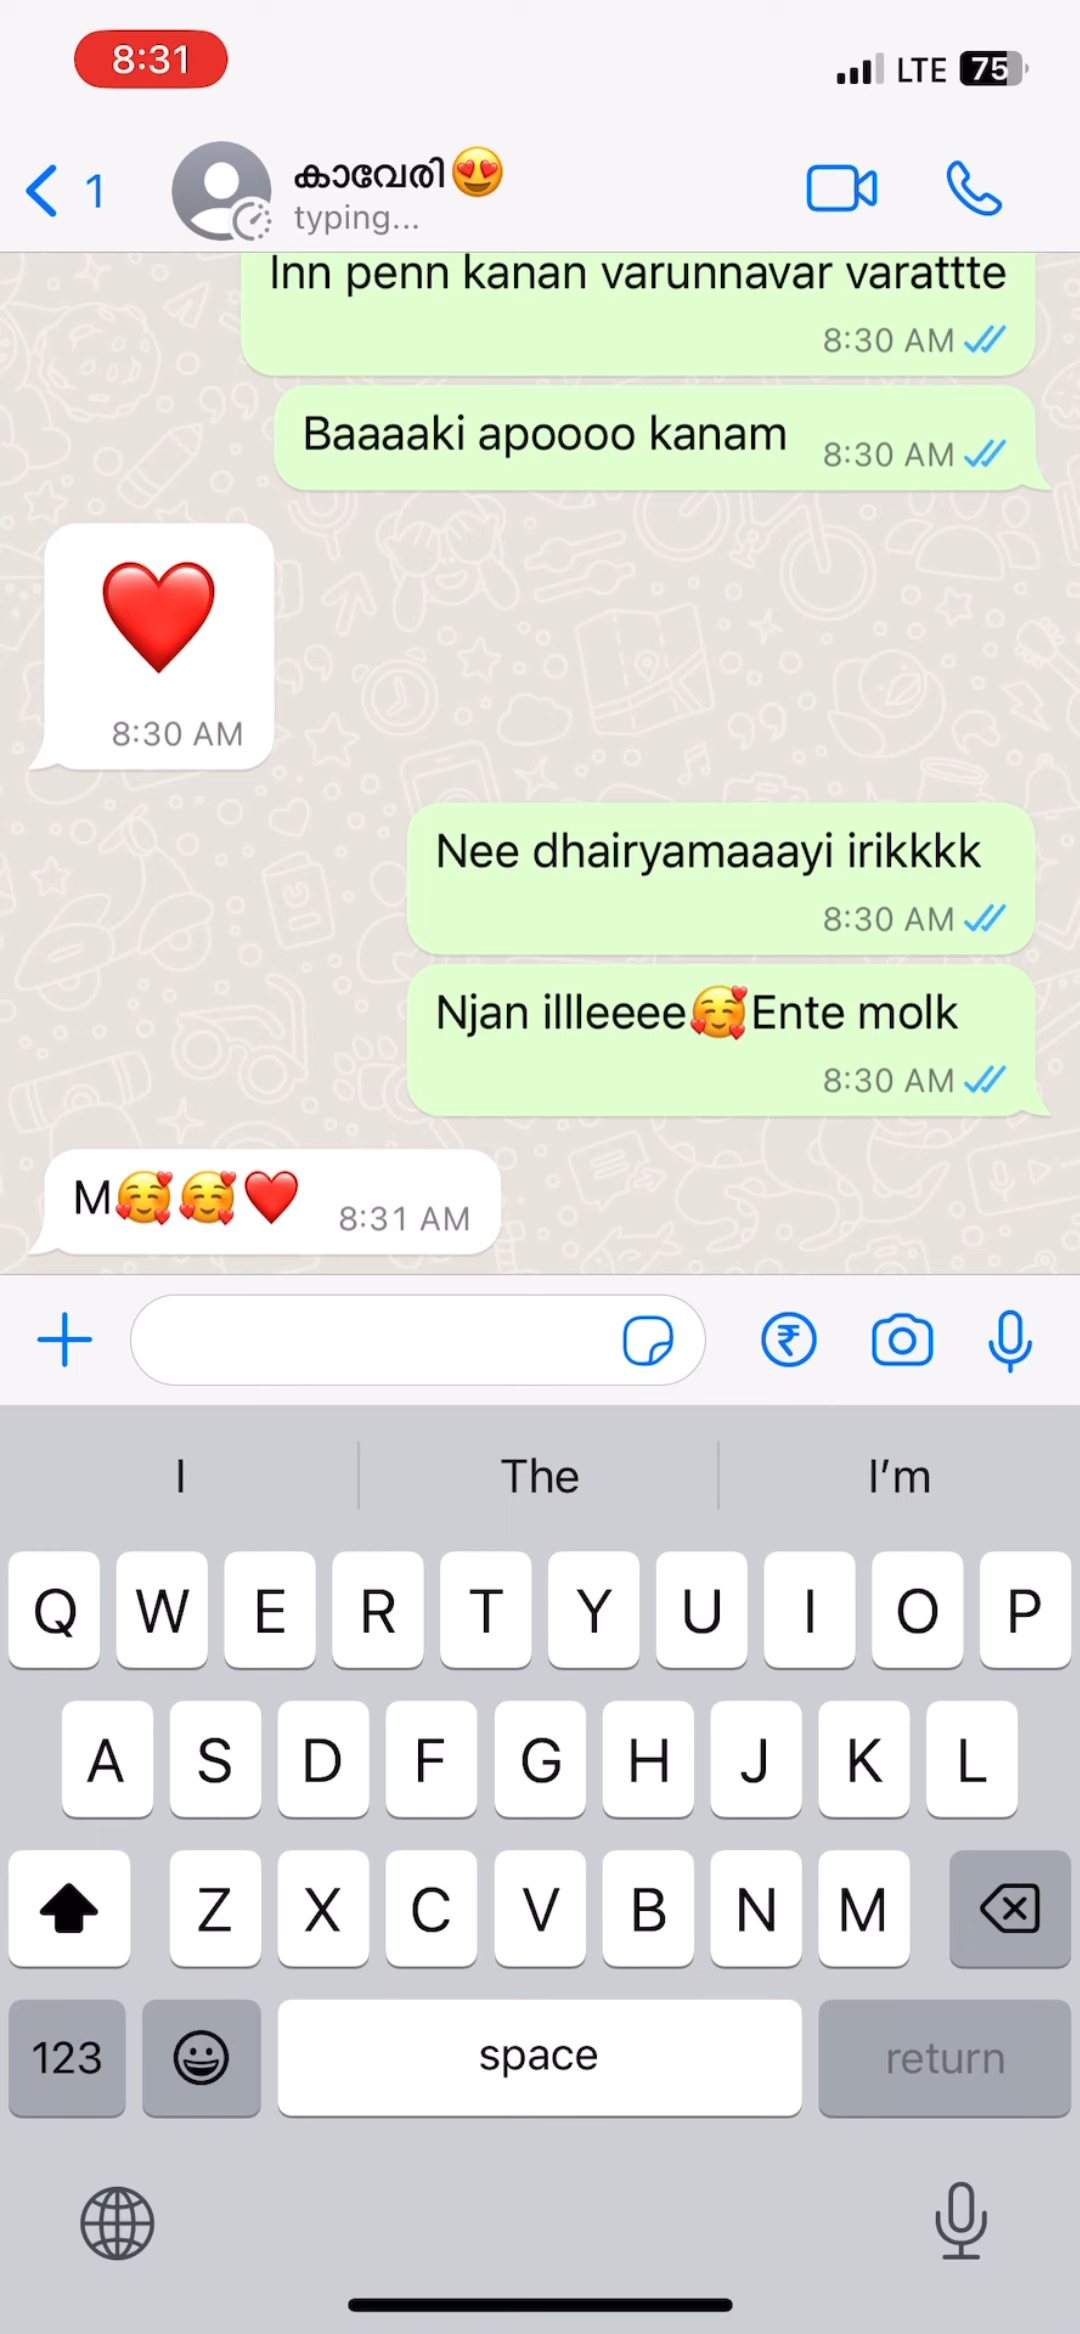 8:31
LTE 75
1
കാവേരി😍
typing...
Inn penn kanan varunnavar varattte
8:30 AM
Baaaaki apoooo kanam
8:30 AM
❤️
8:30 AM
Nee dhairyamaaayi irikkkk
8:30 AM
Njan illleeee🥰Ente molk
8:30 AM
M🥰🥰❤️
8:31 AM
₹
I The I'm
Q W E R T Y U I O P
A S D F G H J K L
Z X C V B N M
123 space return